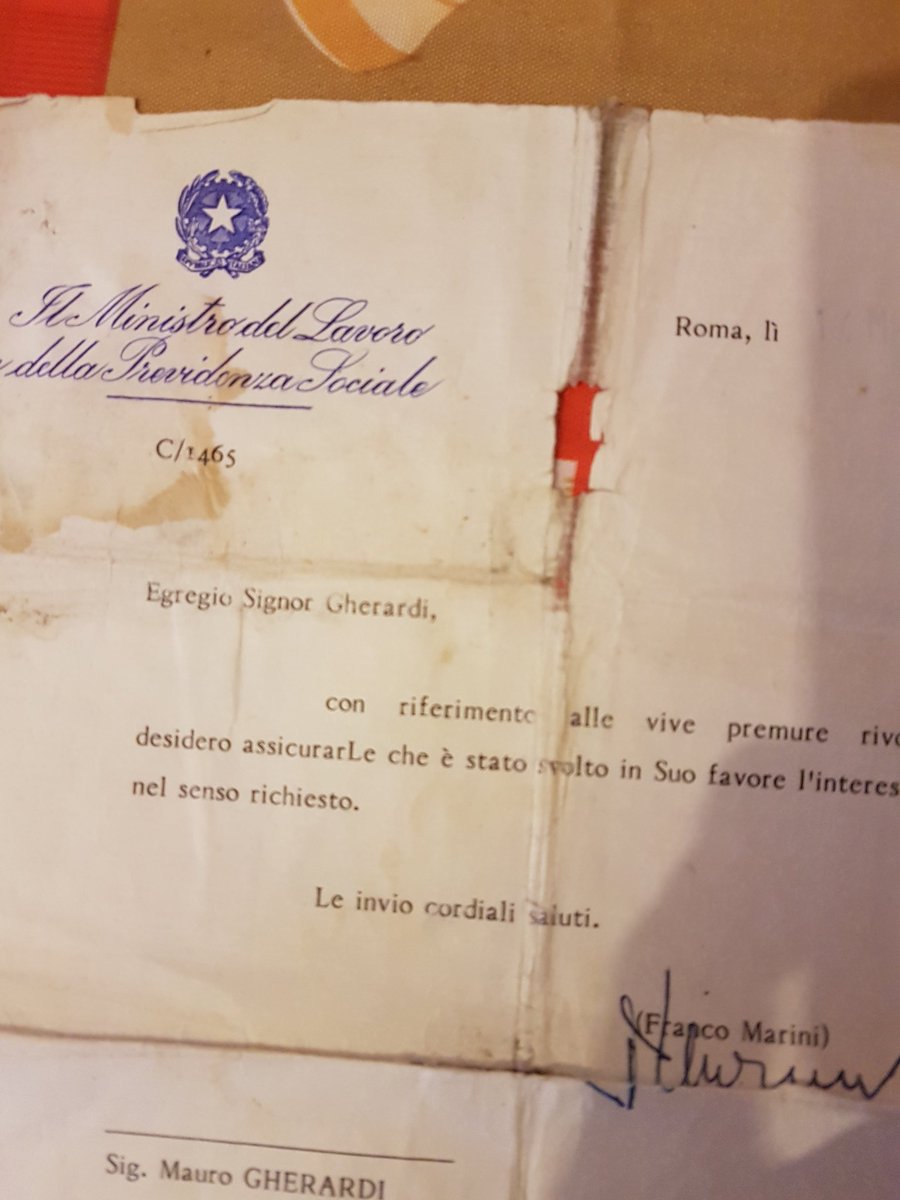 Il Ministro del Lavoro
della Previdenza Sociale
Roma, lì
C/1465
Egregio Signor Gherardi,
con riferimento alle vive premure
desidero assicurarLe che è stato svolto in Suo favore
nel senso richiesto.
Le invio cordiali saluti.
(Franco Marini)
Sig. Mauro GHERARDI